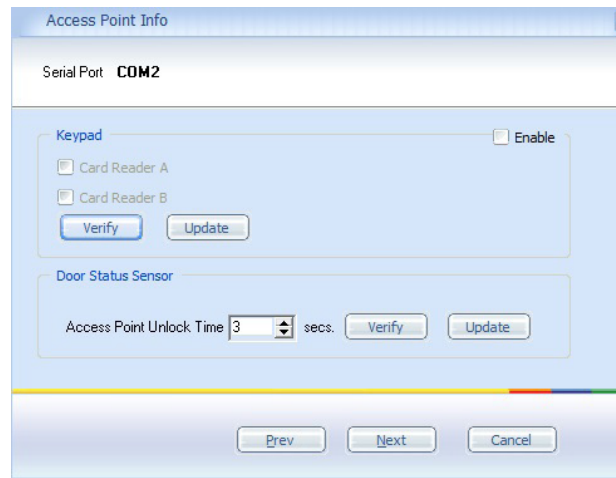 Access Point Info
Serial Port COM2
Keypad Enable
Card Reader A
Card Reader B
Verify Update
Door Status Sensor
Access Point Unlock Time 3 secs. Verify Update
Prev Next Cancel